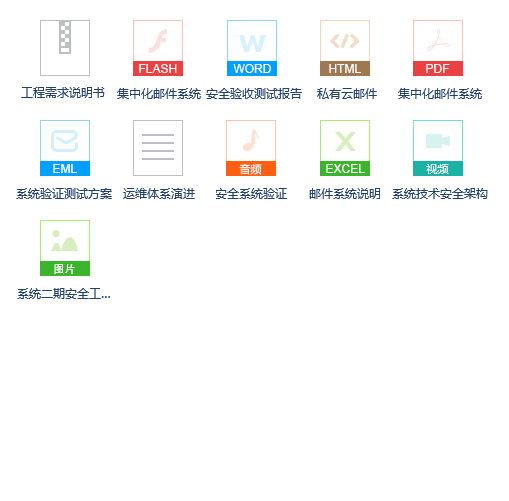 FLASH WORD HTML PDF
工程需求说明书 集中化邮件系统 安全验收测试报告 私有云邮件 集中化邮件系统
EML 音频 EXCEL 视频
系统验证测试方案 运维体系演进 安全系统验证 邮件系统说明 系统技术安全架构
图片
系统二期安全工...